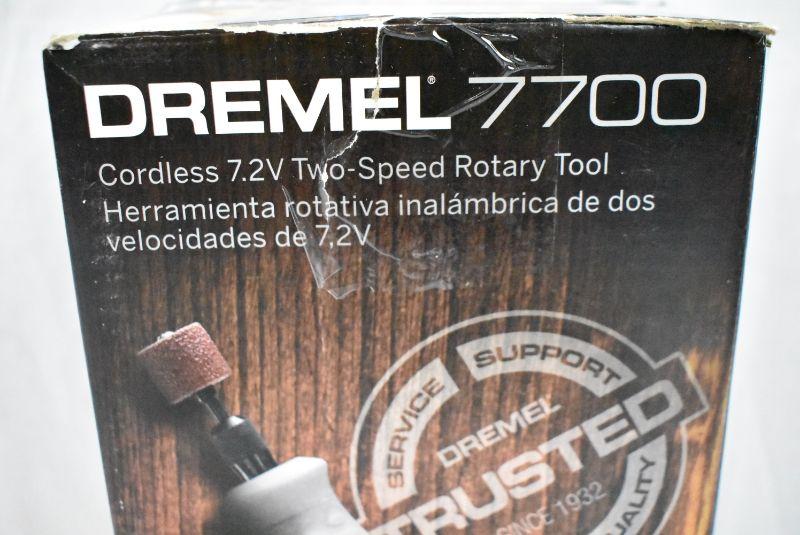 DREMEL® 7700
Cordless 7.2V Two-Speed Rotary Tool
Herramienta rotativa inalámbrica de dos
velocidades de 7,2V
SERVICE SUPPORT QUALITY
DREMEL
TRUSTED
SINCE 1932